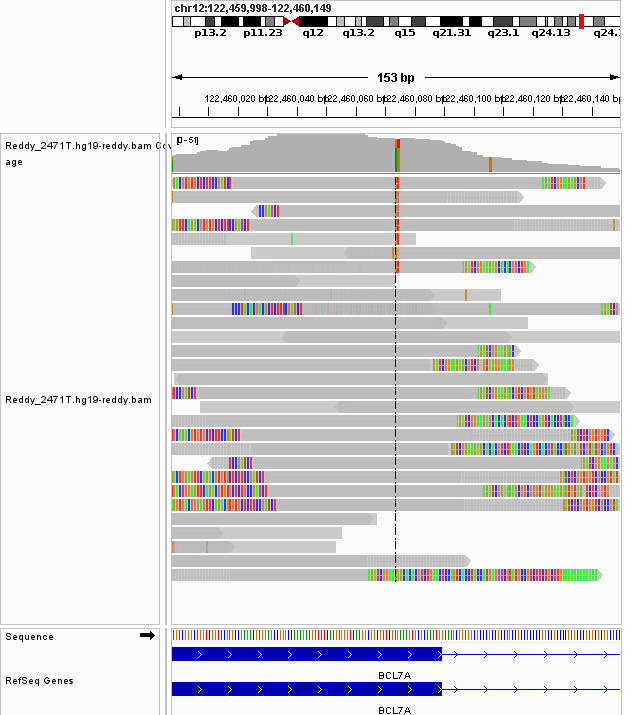 chr12:122,459,998-122,460,149
p13.2 p11.23 q12 q13.2 q15 q21.31 q23.1 q24.13 q24.
153 bp
122,460,020 bp 122,460,040 bp 122,460,060 bp 122,460,080 bp 122,460,100 bp 122,460,120 bp 122,460,140 bp
Reddy_2471T.hg19-reddy.bam Cov
age
[0-51]
Reddy_2471T.hg19-reddy.bam
Sequence
BCL7A
RefSeq Genes
BCL7A